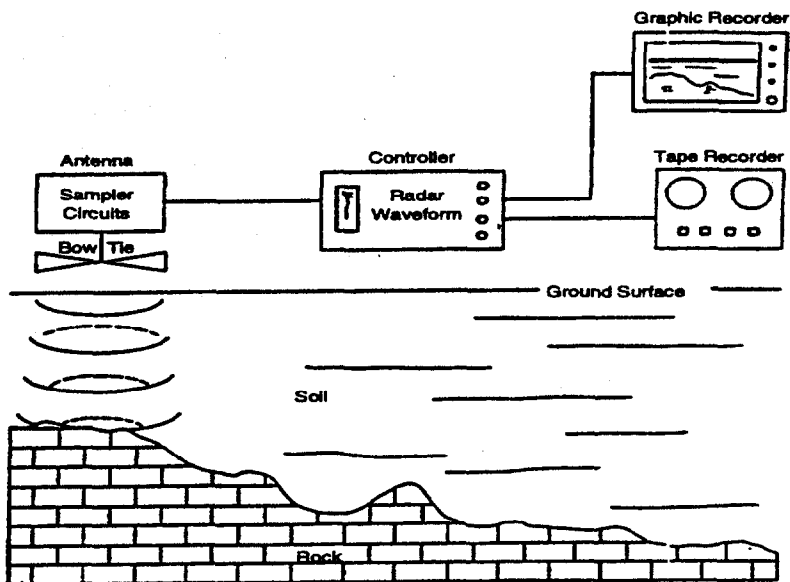 Graphic Recorder
Antenna
Controller
Tape Recorder
Sampler
Circuits
Radar
Waveform
Bow Tie
Ground Surface
Soil
Rock